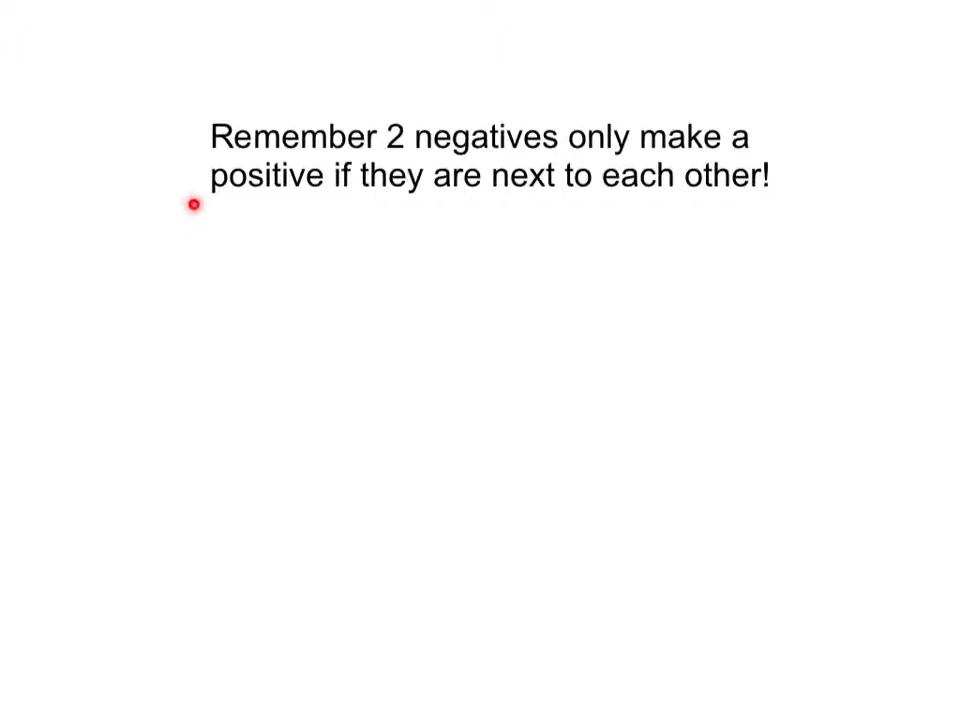 Remember 2 negatives only make a
positive if they are next to each other!